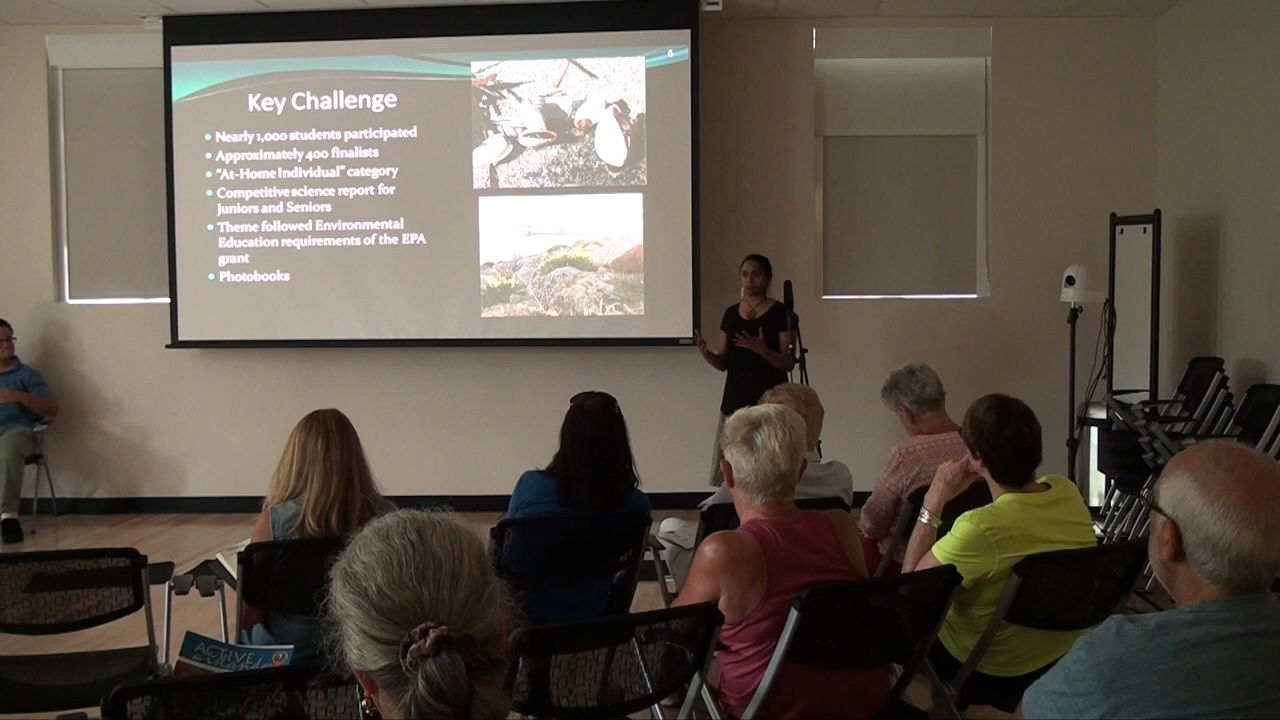 6
Key Challenge
Nearly 1,000 students participated
Approximately 400 finalists
“At-Home Individual” category
Competitive science report for
Juniors and Seniors
Theme followed Environmental
Education requirements of the EPA
grant
Photobooks
ACTIVE